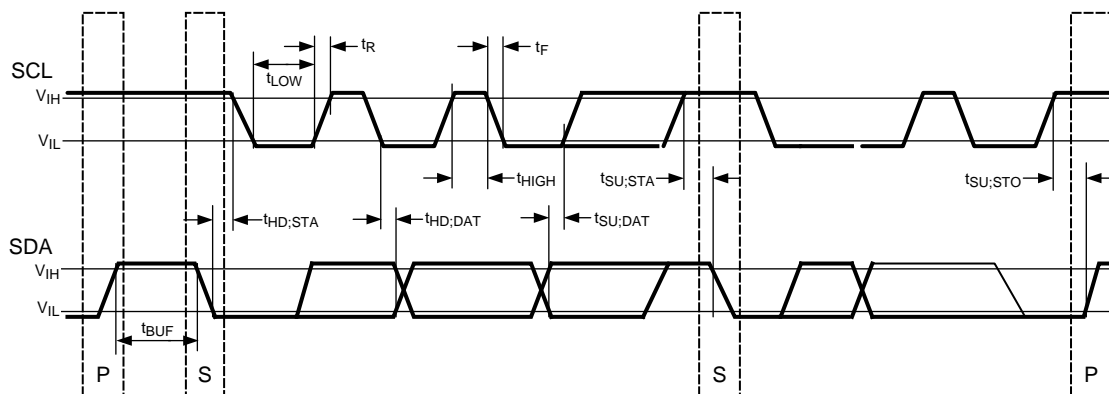 t_R
t_F
SCL
t_LOW
V_IH
V_IL
t_HIGH
t_SU;STA
t_SU;STO
t_HD;STA
t_HD;DAT
t_SU;DAT
SDA
V_IH
V_IL
t_BUF
P
S
S
P